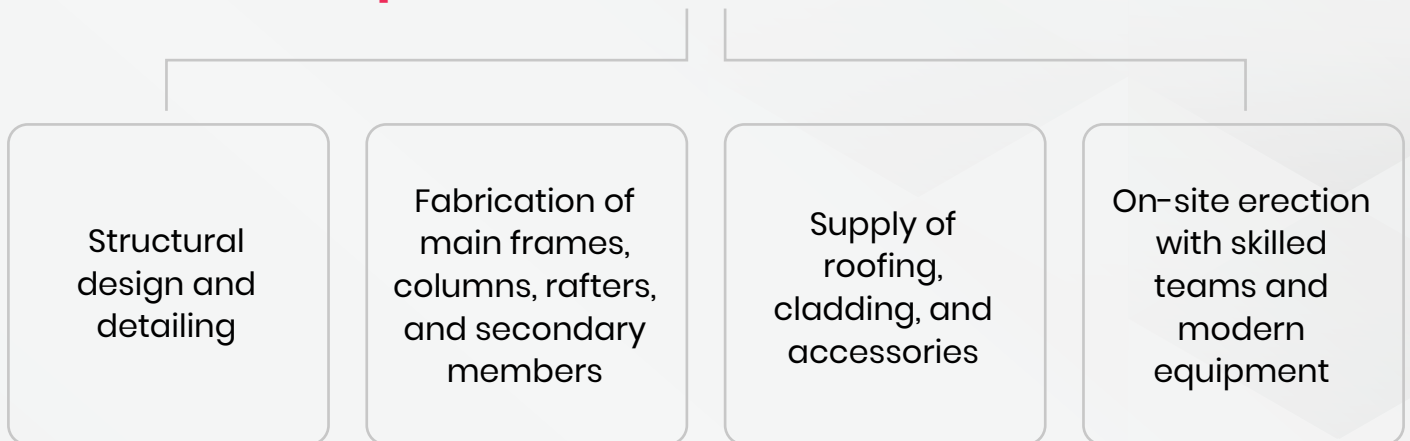 Structural
design and
detailing
Fabrication of
main frames,
columns, rafters,
and secondary
members
Supply of
roofing,
cladding, and
accessories
On-site erection
with skilled
teams and
modern
equipment